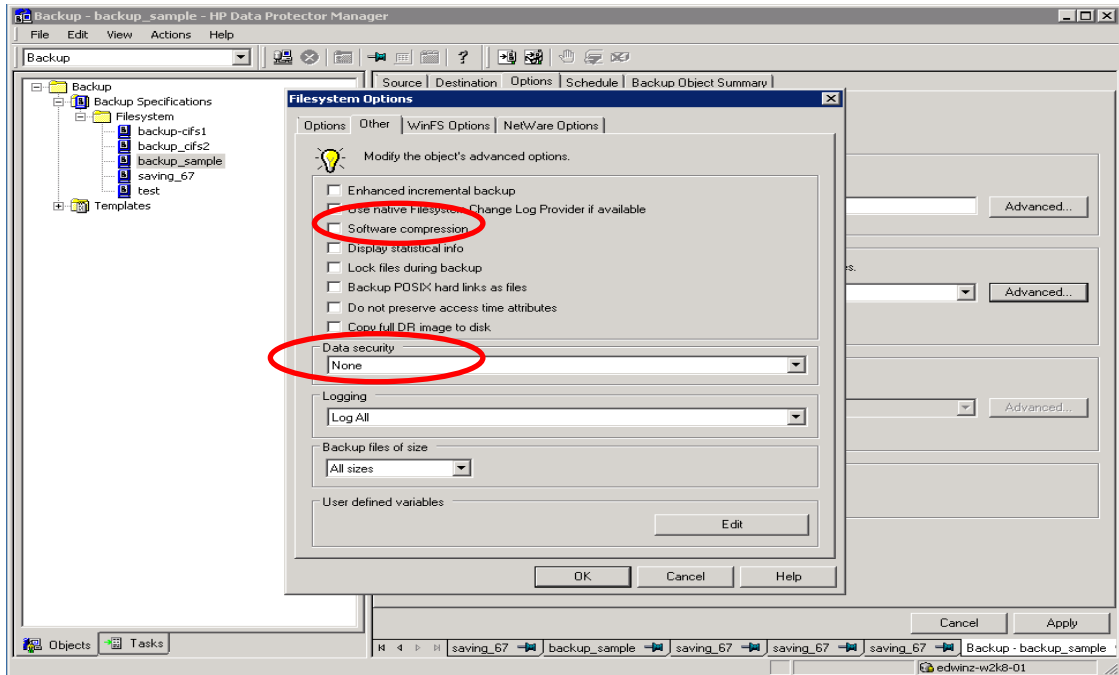 Backup - backup_sample - HP Data Protector Manager
File Edit View Actions Help
Backup
Backup
Backup Specifications
Filesystem
backup-cifs1
backup_cifs2
backup_sample
saving_67
test
Templates
Source Destination Options Schedule Backup Object Summary
Filesystem Options
Options Other WinFS Options NetWare Options
Modify the object's advanced options.
Enhanced incremental backup
Use native Filesystem Change Log Provider if available
Software compression
Display statistical info
Lock files during backup
Backup POSIX hard links as files
Do not preserve access time attributes
Copy full DR image to disk
Data security
None
Logging
Log All
Backup files of size
All sizes
User defined variables
Edit
OK Cancel Help
Advanced...
es.
Advanced...
Advanced...
Cancel Apply
Objects Tasks
saving_67 backup_sample saving_67 saving_67 saving_67 Backup - backup_sample
edwinz-w2k8-01